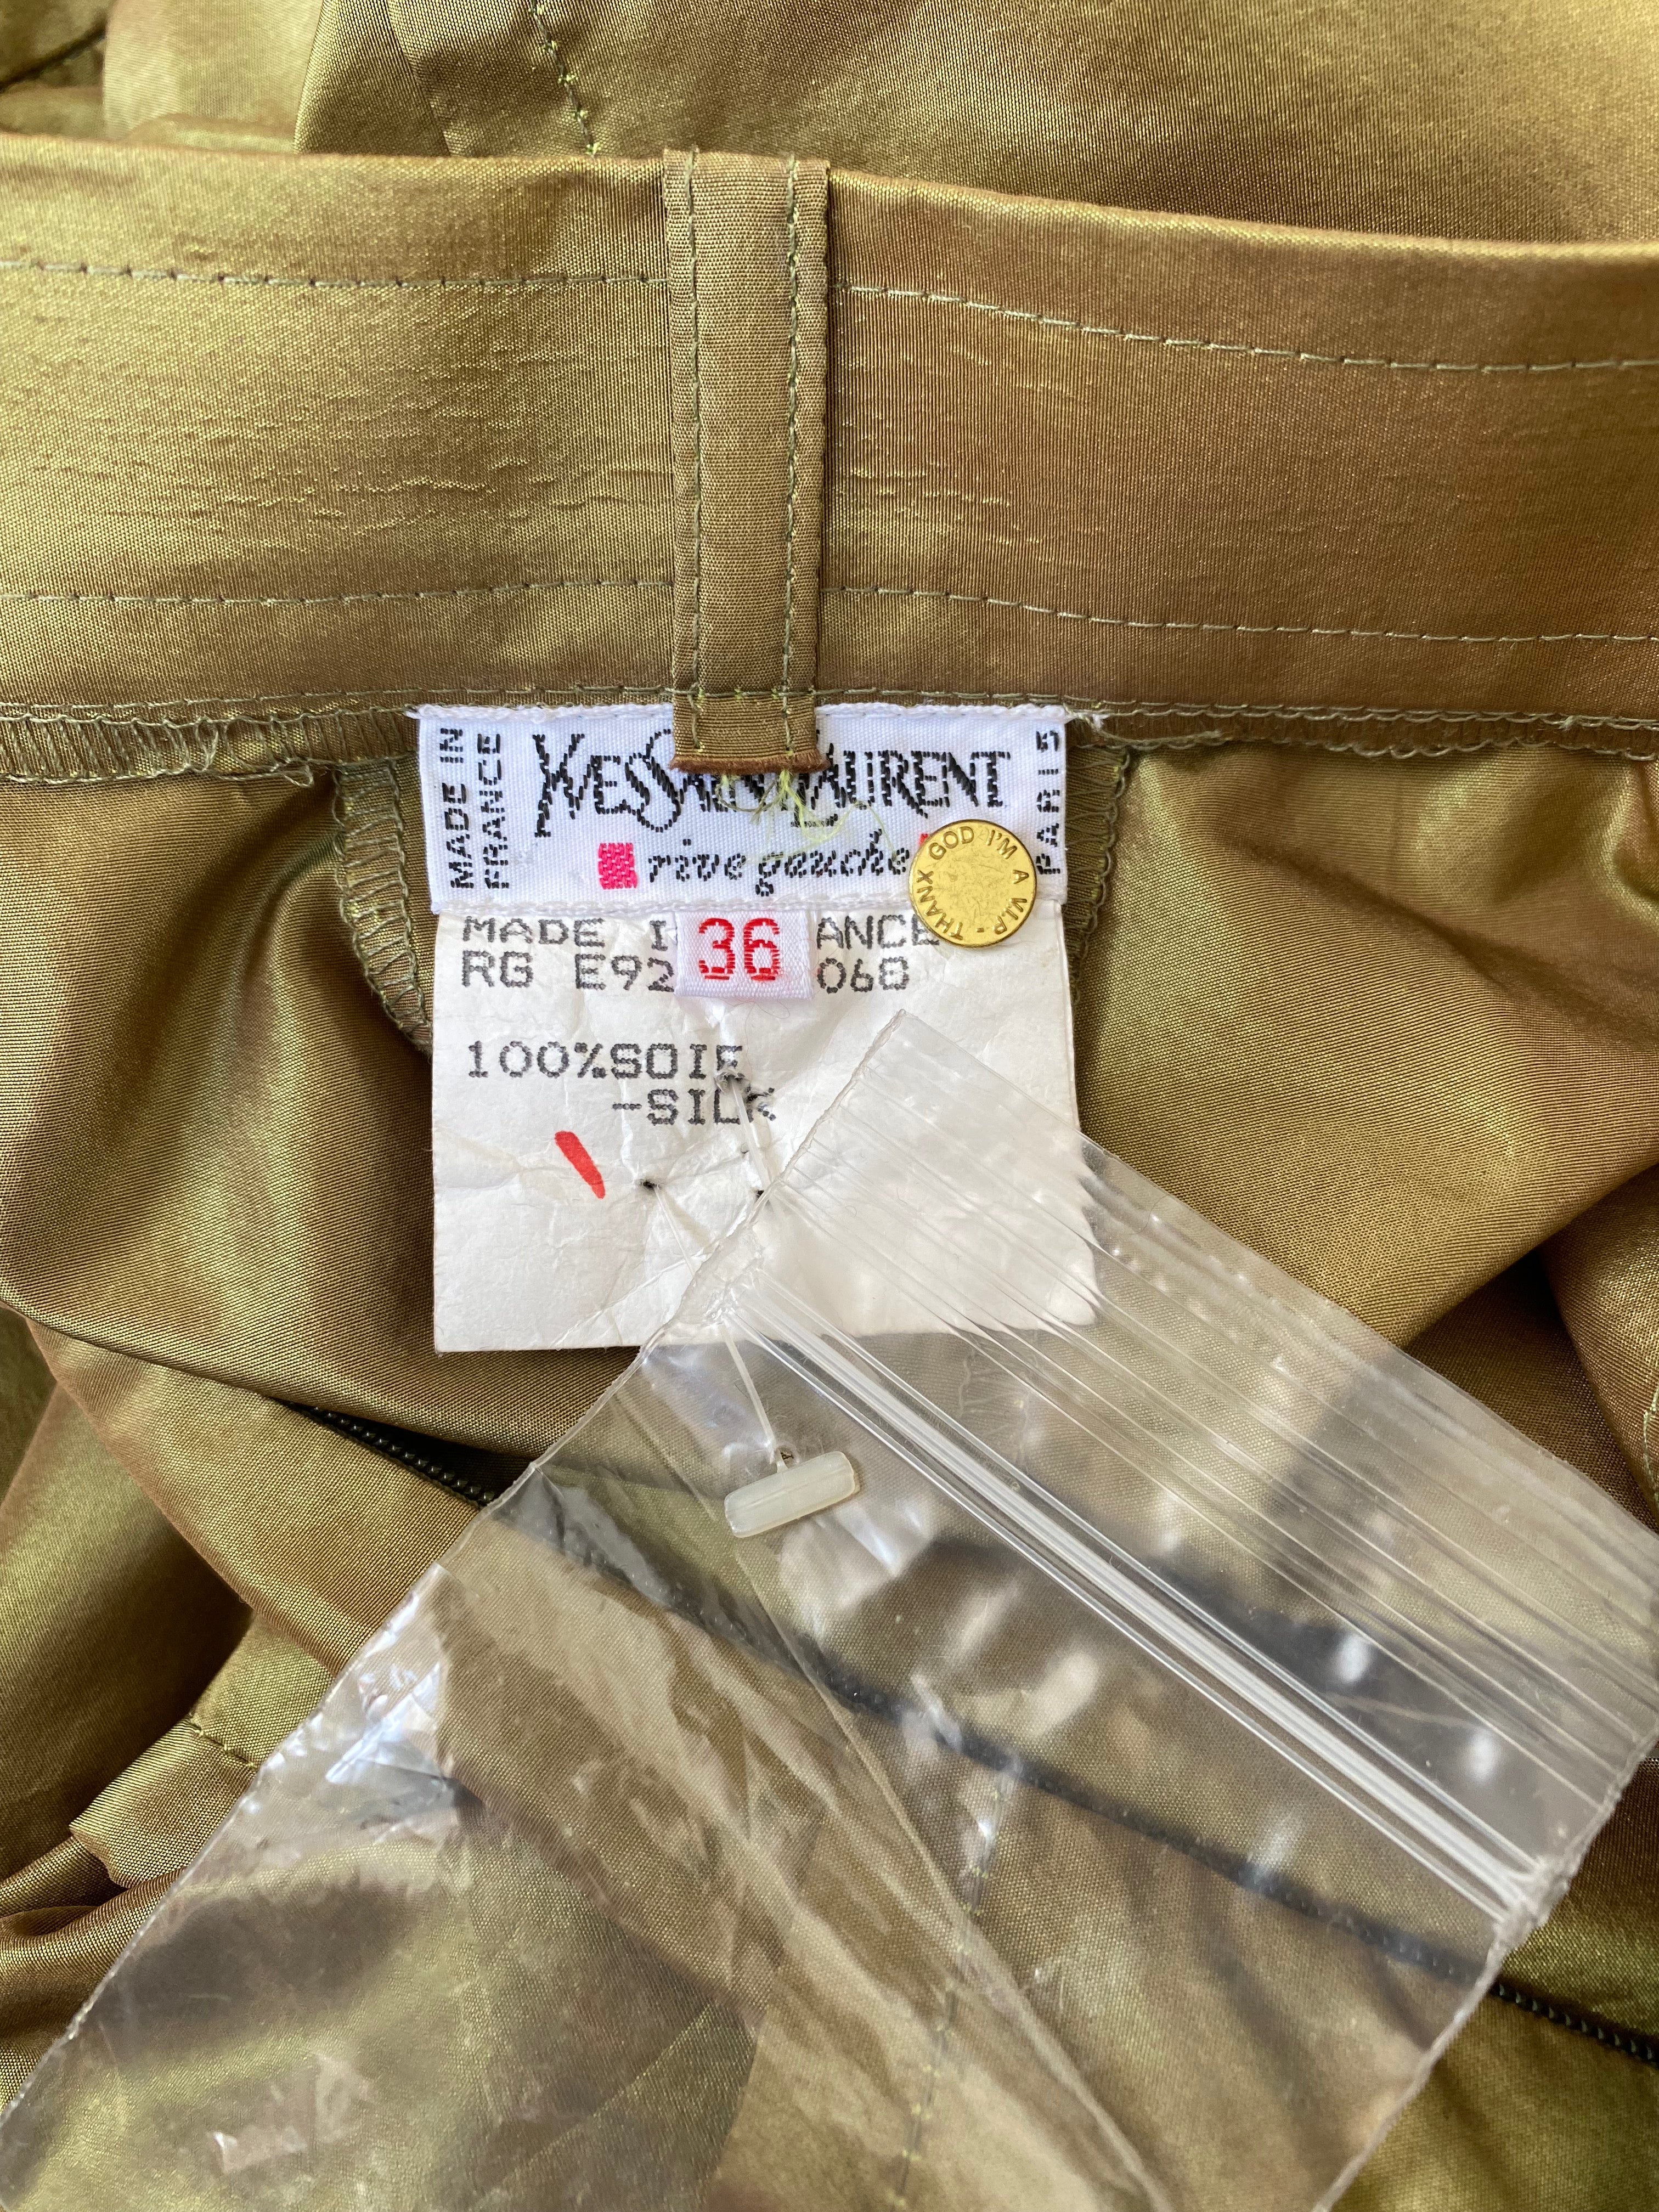 MADE IN
FRANCE
YVESSAINTLAURENT
rive gauche
PARIS
THANX GOD I'M A V.I.P -
36
MADE I ANCE
RG E92 068
100%SOIE
-SILK